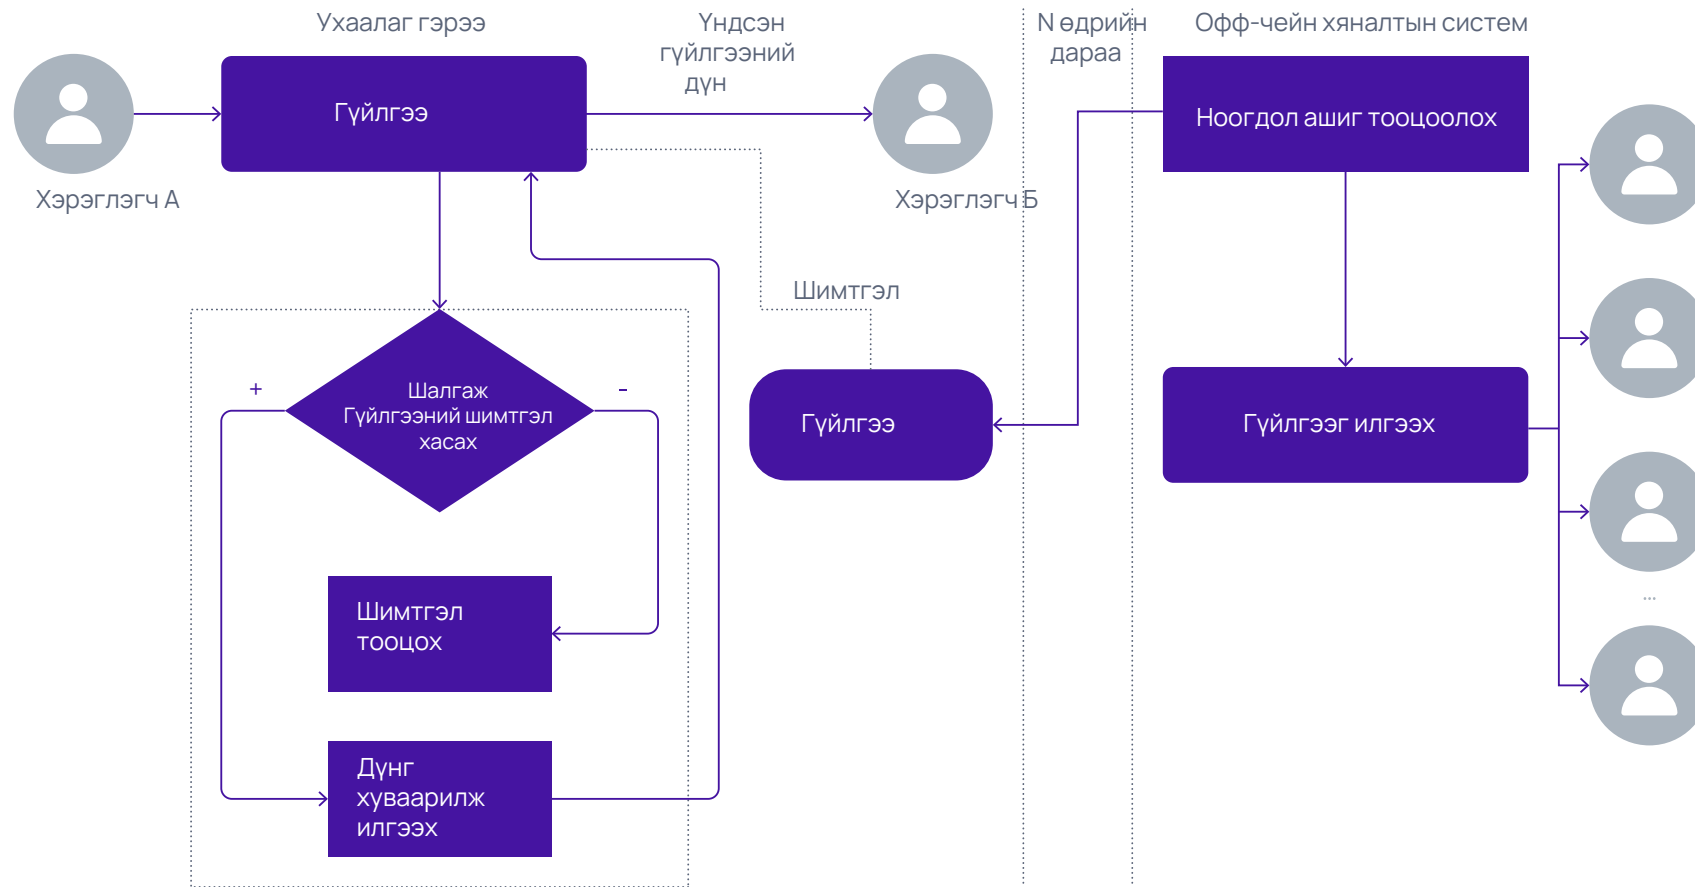 Ухаалаг гэрээ
Үндсэн
гүйлгээний
дүн
N өдрийн
дараа
Офф-чейн хяналтын систем
Гүйлгээ
Ноогдол ашиг тооцоолох
Хэрэглэгч А
Хэрэглэгч Б
Шимтгэл
+
-
Шалгаж
Гүйлгээний шимтгэл
хасах
Гүйлгээ
Гүйлгээг илгээх
Шимтгэл
тооцох
...
Дүнг
хуваарилж
илгээх